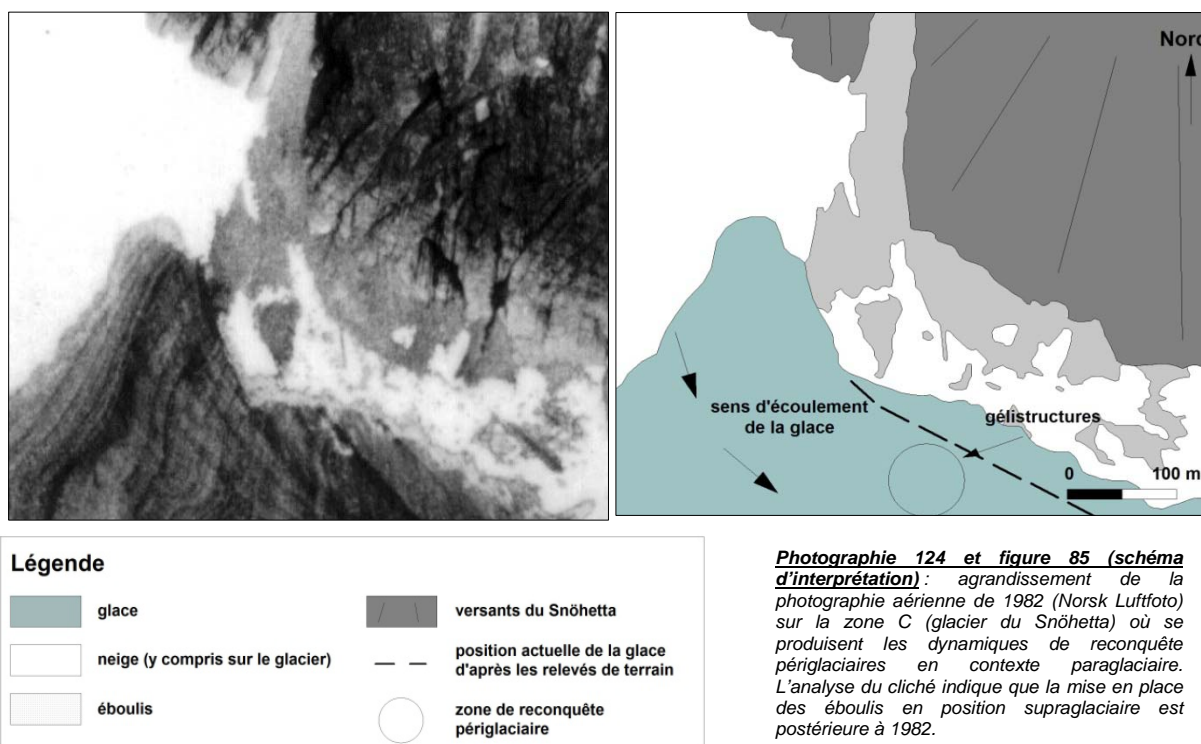 Nord
sens d'écoulement
de la glace
gélistructures
0 100 m
Légende
glace
neige (y compris sur le glacier)
éboulis
versants du Snöhetta
position actuelle de la glace
d'après les relevés de terrain
zone de reconquête
périglaciaire
Photographie 124 et figure 85 (schéma
d'interprétation) : agrandissement de la
photographie aérienne de 1982 (Norsk Luftfoto)
sur la zone C (glacier du Snöhetta) où se
produisent les dynamiques de reconquête
périglaciaires en contexte paraglaciaire.
L'analyse du cliché indique que la mise en place
des éboulis en position supraglaciaire est
postérieure à 1982.